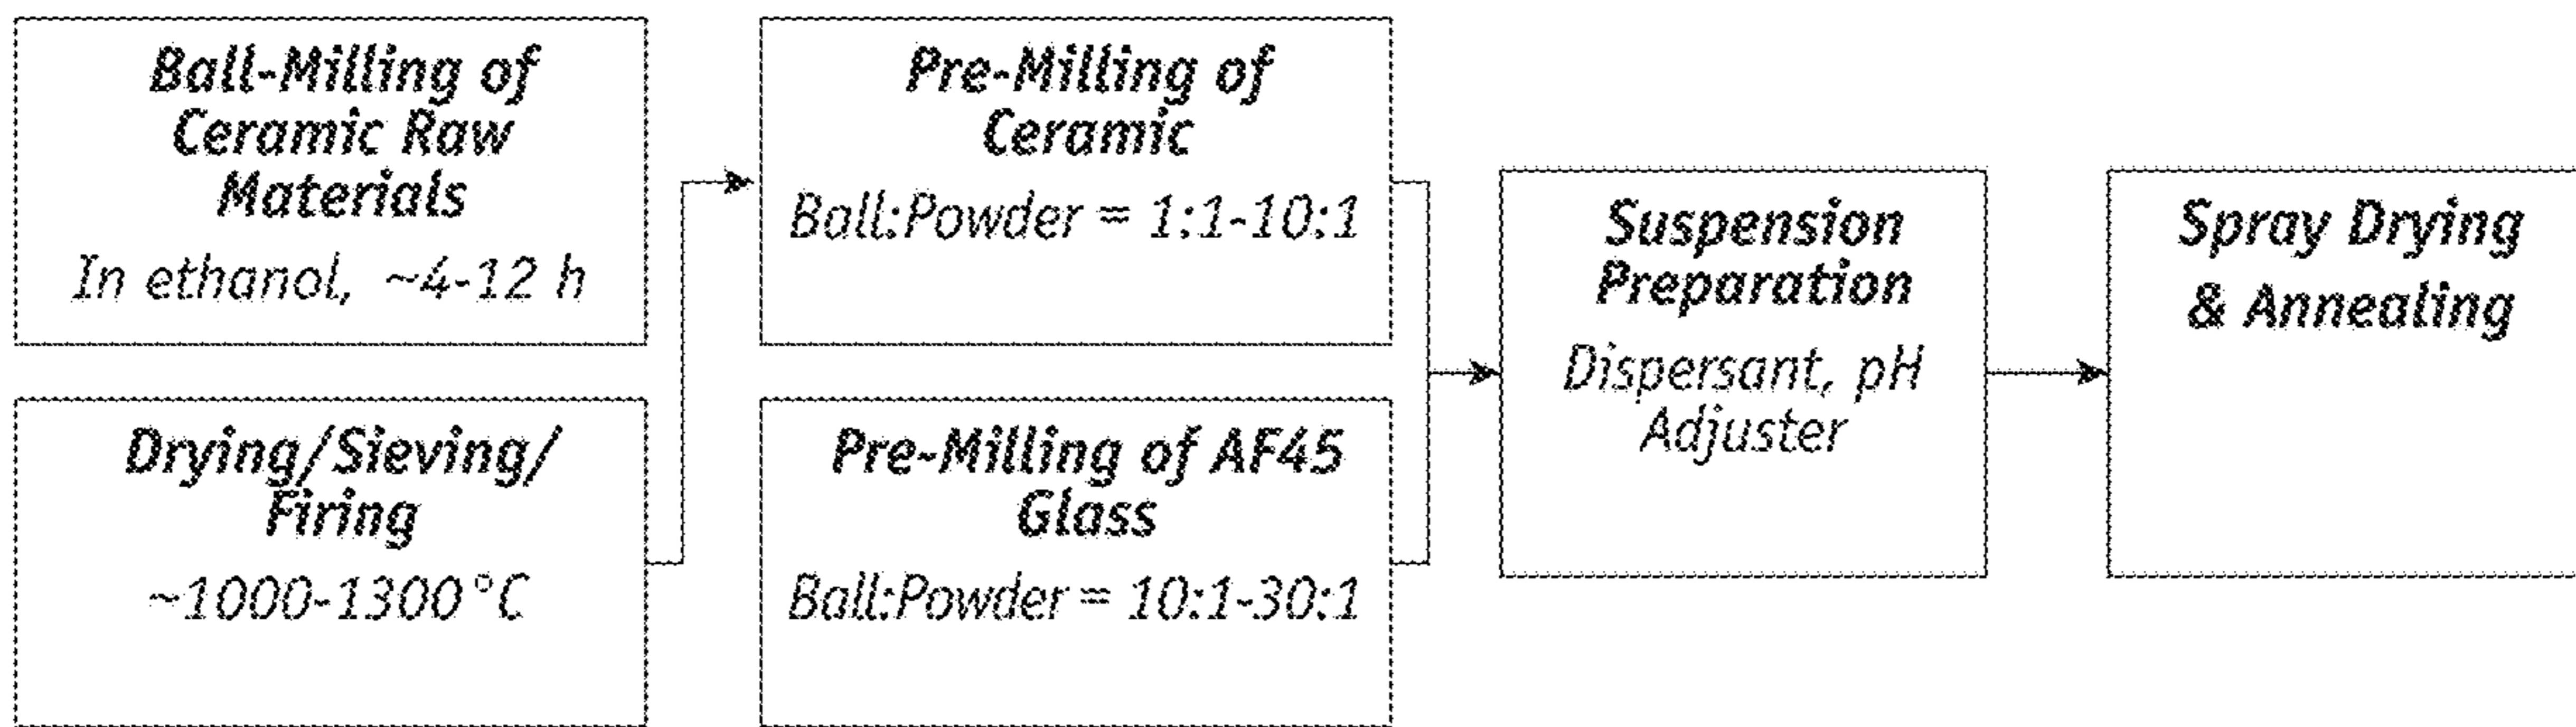 Ball-Milling of
Ceramic Raw
Materials
In ethanol, ~4-12 h
Drying/Sieving/
Firing
~1000-1300°C
Pre-Milling of
Ceramic
Ball:Powder = 1:1-10:1
Pre-Milling of AF45
Glass
Ball:Powder = 10:1-30:1
Suspension
Preparation
Dispersant, pH
Adjuster
Spray Drying
& Annealing